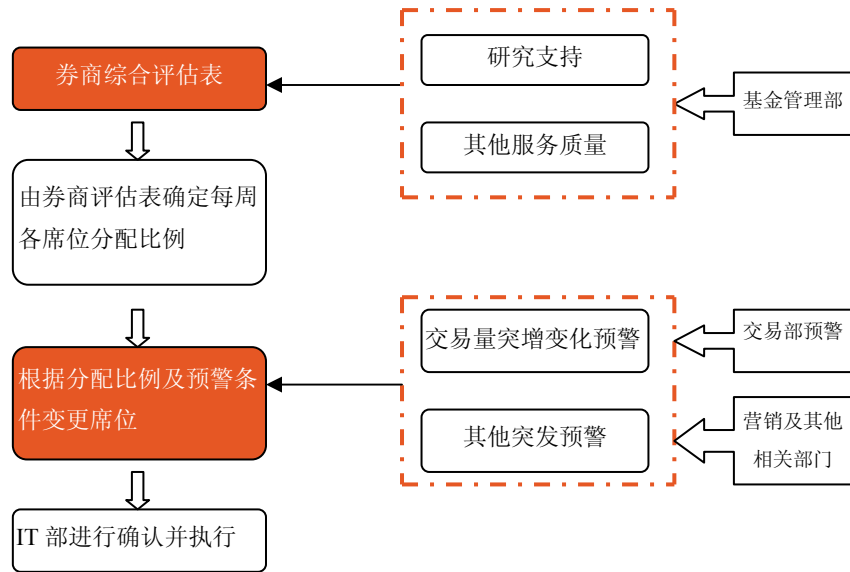 券商综合评估表
研究支持
基金管理部
其他服务质量
由券商评估表确定每周
各席位分配比例
交易量突增变化预警
交易部预警
根据分配比例及预警条
件变更席位
其他突发预警
营销及其他
相关部门
IT 部进行确认并执行